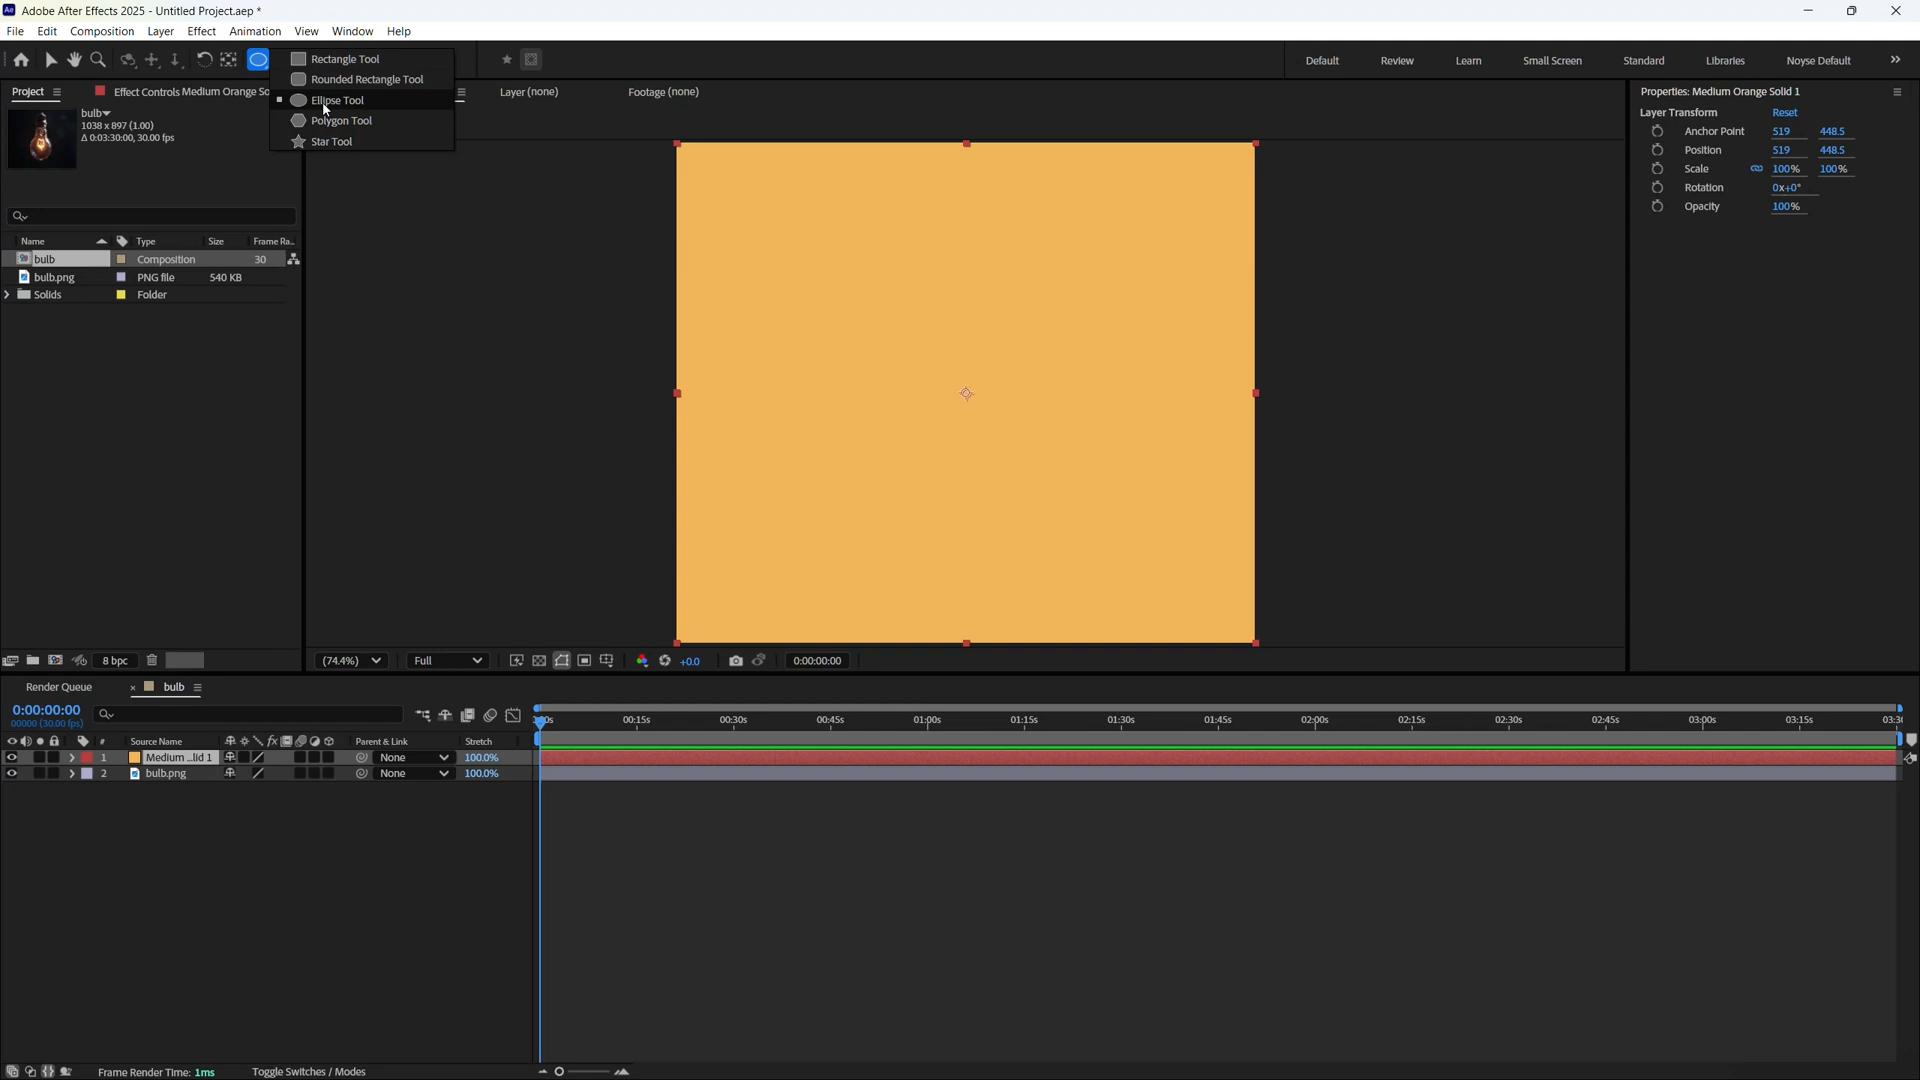 Adobe After Effects 2025 - Untitled Project.aep *
File Edit Composition Layer Effect Animation View Window Help
Rectangle Tool
Rounded Rectangle Tool
Ellipse Tool
Polygon Tool
Star Tool
Default Review Learn Small Screen Standard Libraries Noyse Default
Project Effect Controls Medium Orange So Layer (none) Footage (none)
bulb
1038 x 897 (1.00)
Δ 0:03:30:00, 30.00 fps
Name Type Size Frame Ra...
bulb Composition 30
bulb.png PNG file 540 KB
Solids Folder
8 bpc
(74.4%) Full +0.0 0:00:00:00
Properties: Medium Orange Solid 1
Layer Transform Reset
Anchor Point 519 448.5
Position 519 448.5
Scale 100% 100%
Rotation 0x+0°
Opacity 100%
Render Queue × bulb
0:00:00:00
00000 (30.00 fps)
00:15s 00:30s 00:45s 01:00s 01:15s 01:30s 01:45s 02:00s 02:15s 02:30s 02:45s 03:00s 03:15s 03:30
# Source Name fx Parent & Link Stretch
1 Medium ...lid 1 None 100.0%
2 bulb.png None 100.0%
Frame Render Time: 1ms Toggle Switches / Modes